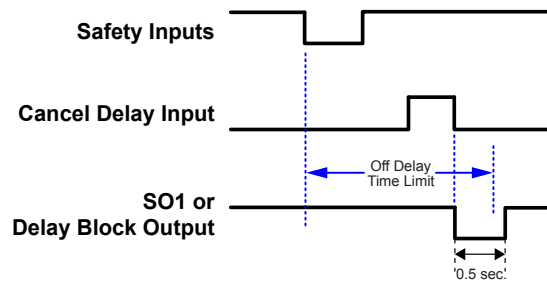 Safety Inputs
Cancel Delay Input
Off Delay
Time Limit
SO1 or
Delay Block Output
0.5 sec.